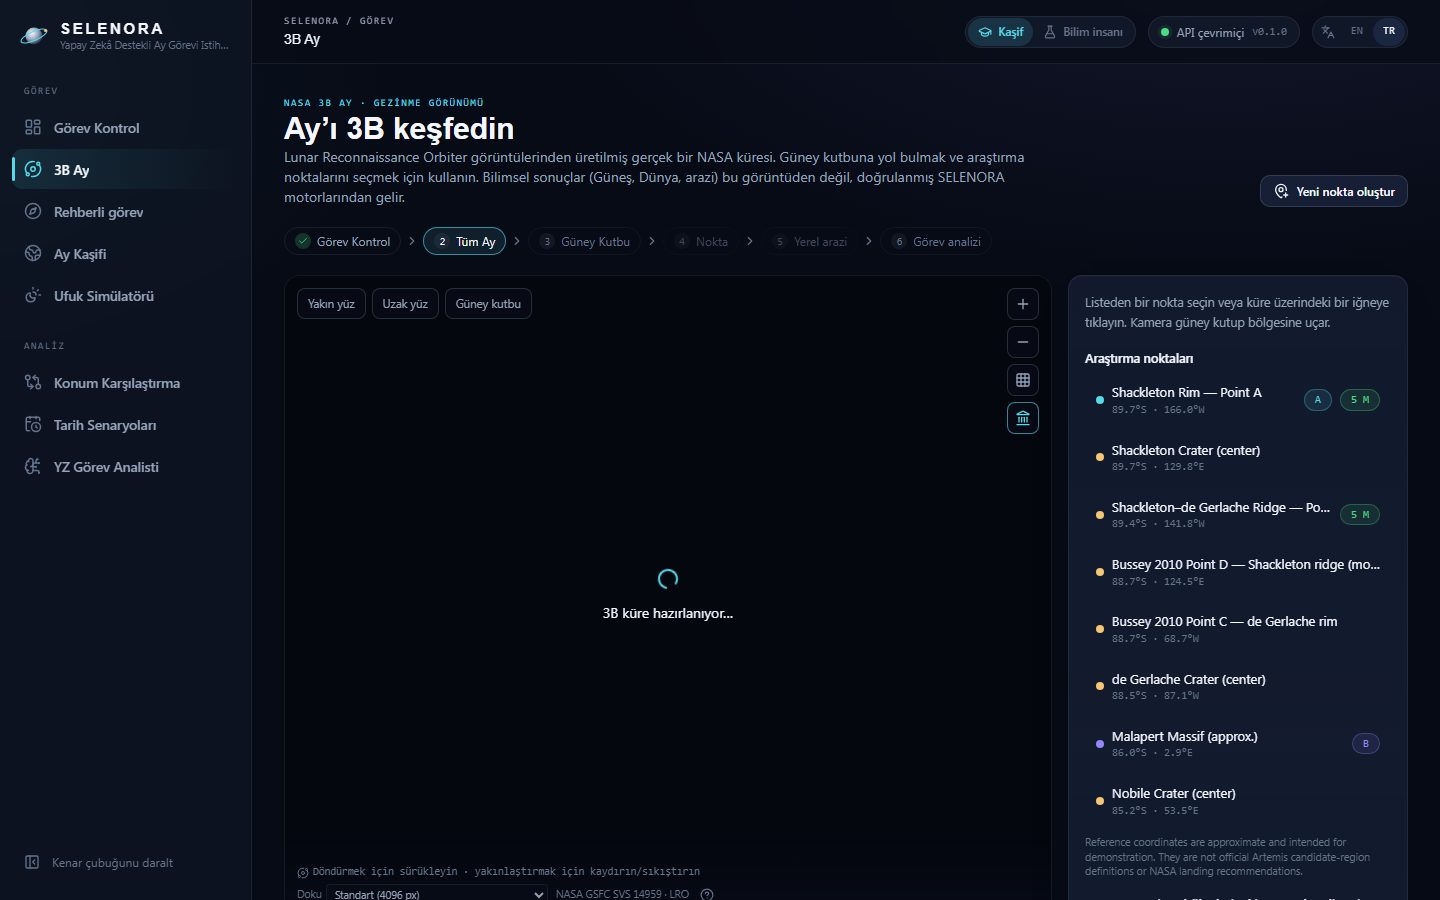 SELENORA
Yapay Zekâ Destekli Ay Görevi İstih...
GÖREV
Görev Kontrol
3B Ay
Rehberli görev
Ay Kaşifi
Ufuk Simülatörü
ANALİZ
Konum Karşılaştırma
Tarih Senaryoları
YZ Görev Analisti
Kenar çubuğunu daralt
SELENORA / GÖREV
3B Ay
Kaşif
Bilim insanı
API çevrimiçi v0.1.0
EN
TR
NASA 3B AY · GEZİNME GÖRÜNÜMÜ
Ay’ı 3B keşfedin
Lunar Reconnaissance Orbiter görüntülerinden üretilmiş gerçek bir NASA küresi. Güney kutbuna yol bulmak ve araştırma
noktalarını seçmek için kullanın. Bilimsel sonuçlar (Güneş, Dünya, arazi) bu görüntüden değil, doğrulanmış SELENORA
motorlarından gelir.
Yeni nokta oluştur
Görev Kontrol
2 Tüm Ay
3 Güney Kutbu
4 Nokta
5 Yerel arazi
6 Görev analizi
Yakın yüz
Uzak yüz
Güney kutbu
3B küre hazırlanıyor...
Döndürmek için sürükleyin · yakınlaştırmak için kaydırın/sıkıştırın
Doku Standart (4096 px) NASA GSFC SVS 14959 · LRO
Listeden bir nokta seçin veya küre üzerindeki bir iğneye
tıklayın. Kamera güney kutup bölgesine uçar.
Araştırma noktaları
Shackleton Rim — Point A
A
5 M
89.7°S · 166.0°W
Shackleton Crater (center)
89.7°S · 129.8°E
Shackleton–de Gerlache Ridge — Po...
5 M
89.4°S · 141.8°W
Bussey 2010 Point D — Shackleton ridge (mo...
88.7°S · 124.5°E
Bussey 2010 Point C — de Gerlache rim
88.7°S · 68.7°W
de Gerlache Crater (center)
88.5°S · 87.1°W
Malapert Massif (approx.)
B
86.0°S · 2.9°E
Nobile Crater (center)
85.2°S · 53.5°E
Reference coordinates are approximate and intended for
demonstration. They are not official Artemis candidate-region
definitions or NASA landing recommendations.